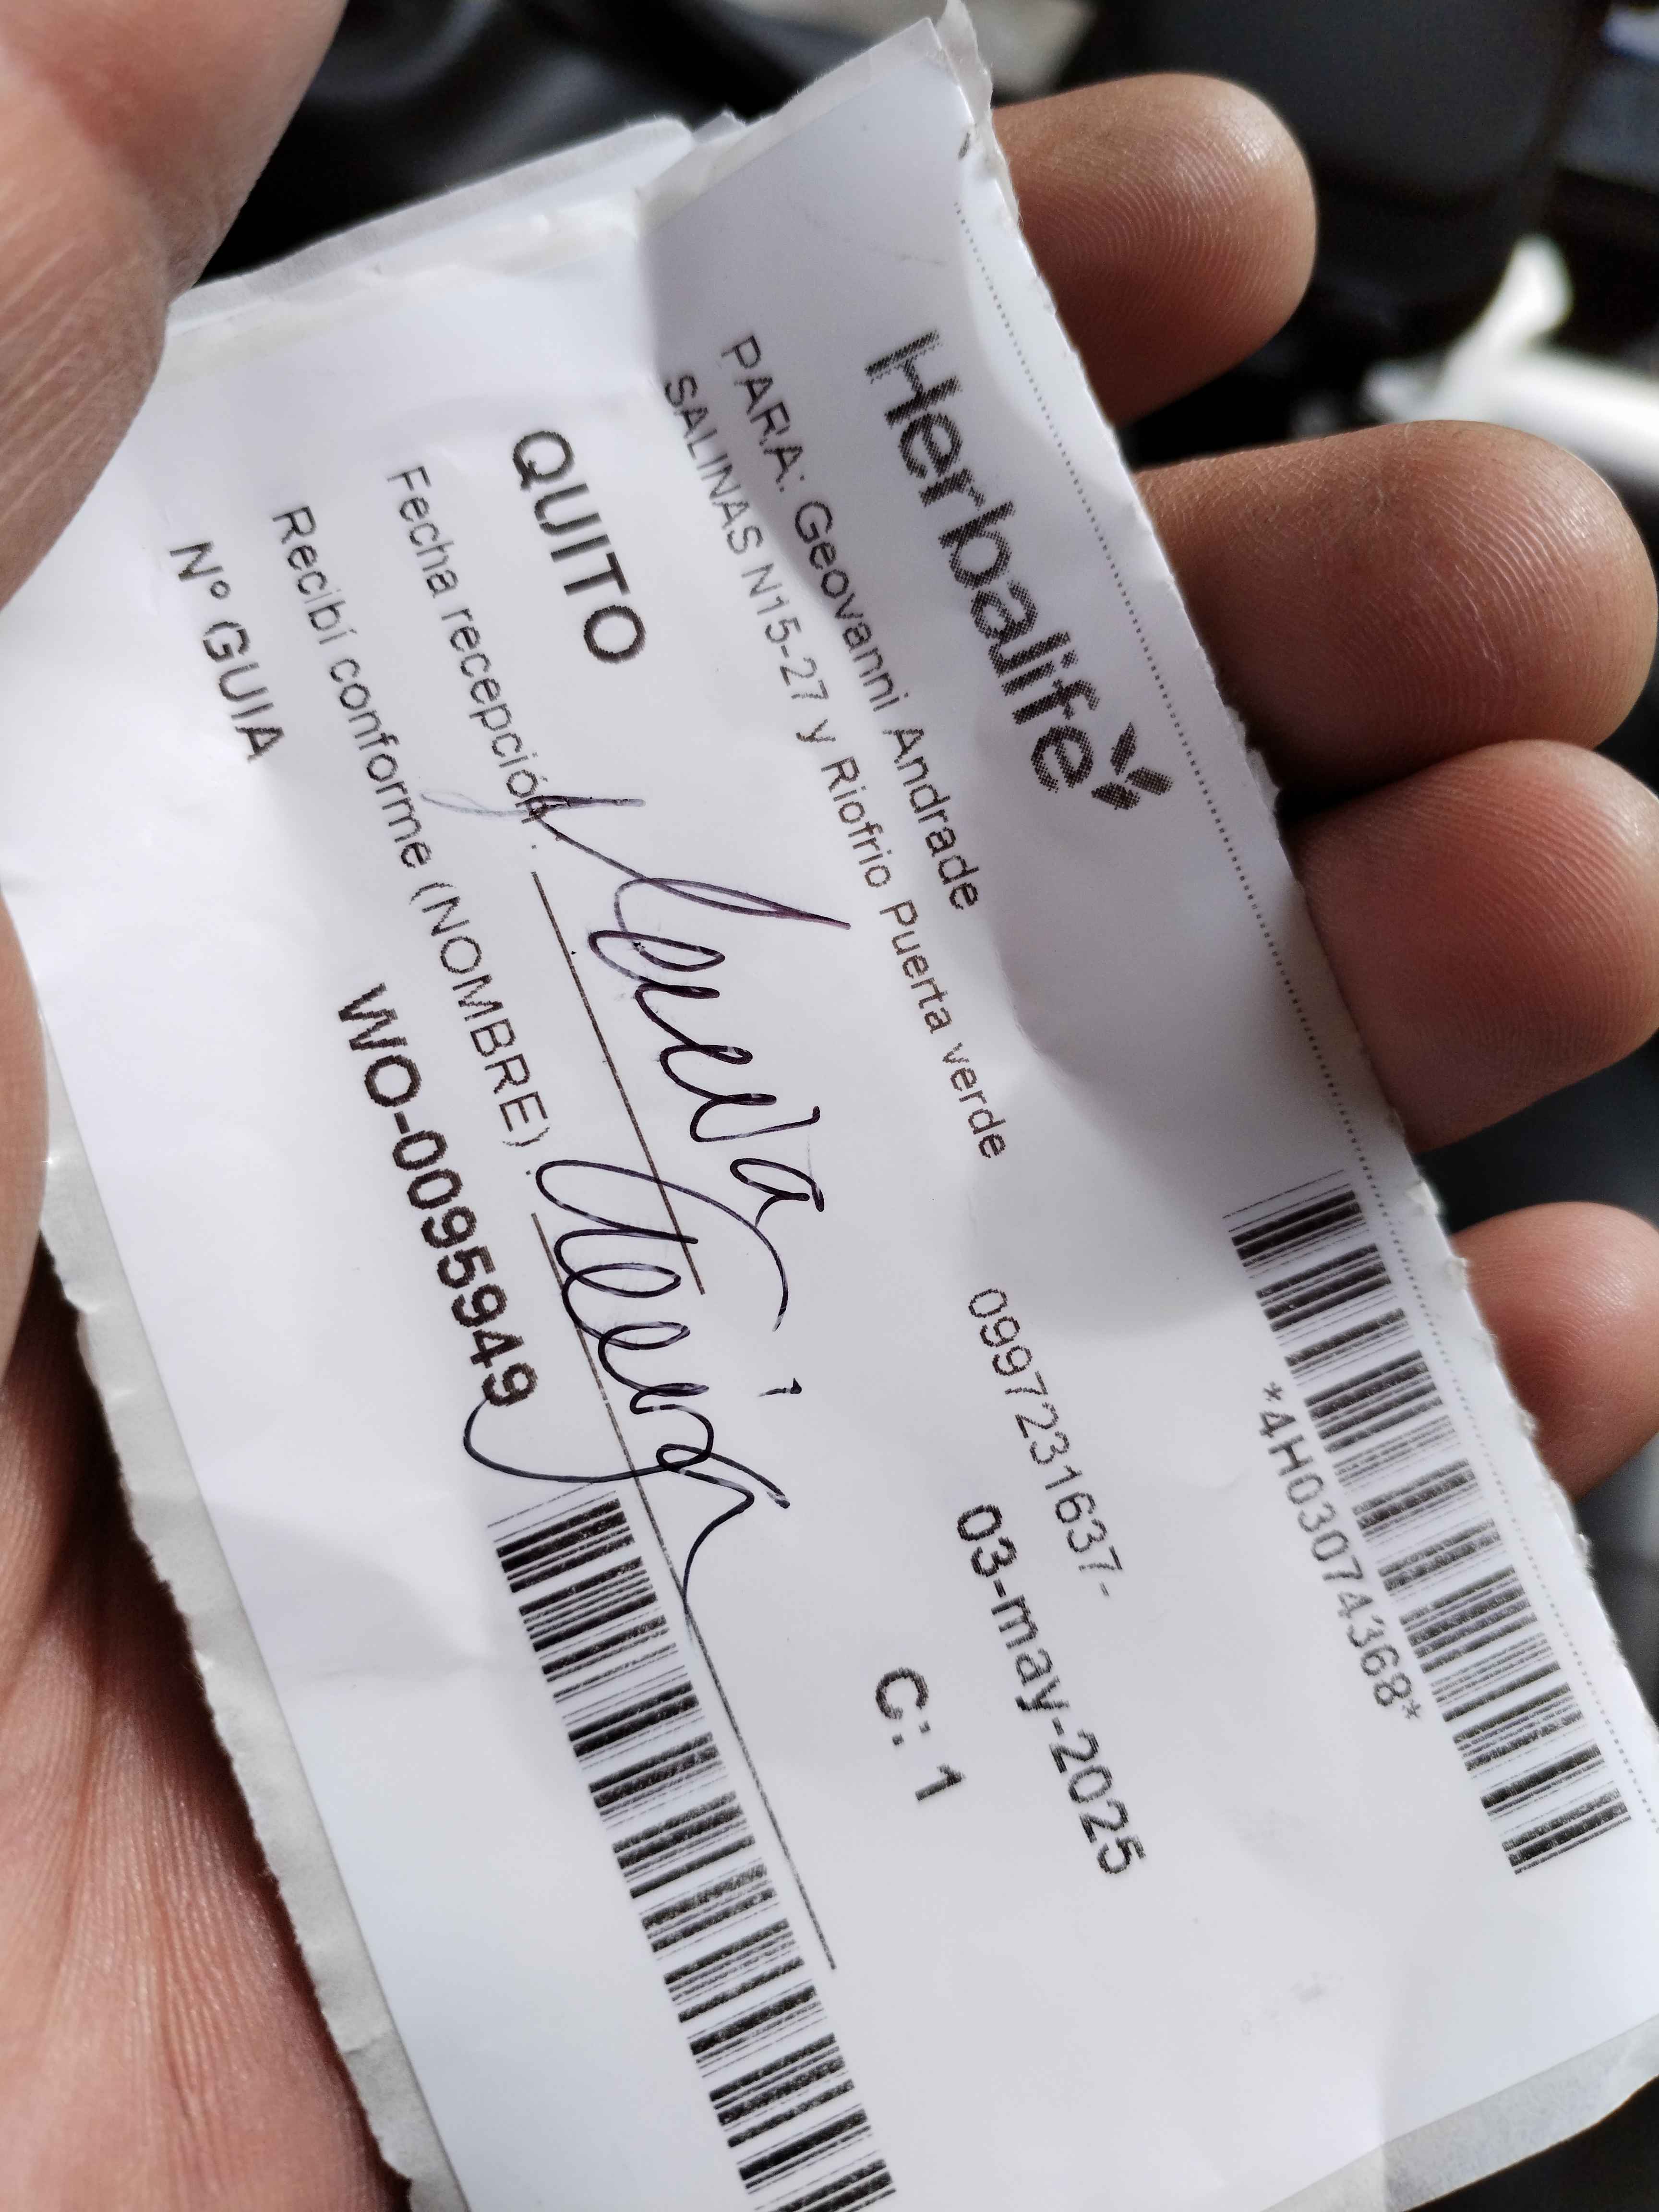 Herbalife
*4H03074368*
PARA: Geovanni Andrade
0997231637-
SALINAS N15-27 y Riofrio Puerta verde
03-may-2025
QUITO
C: 1
Fecha recepción:
Recibí conforme (NOMBRE):
N° GUIA
WO-0095949